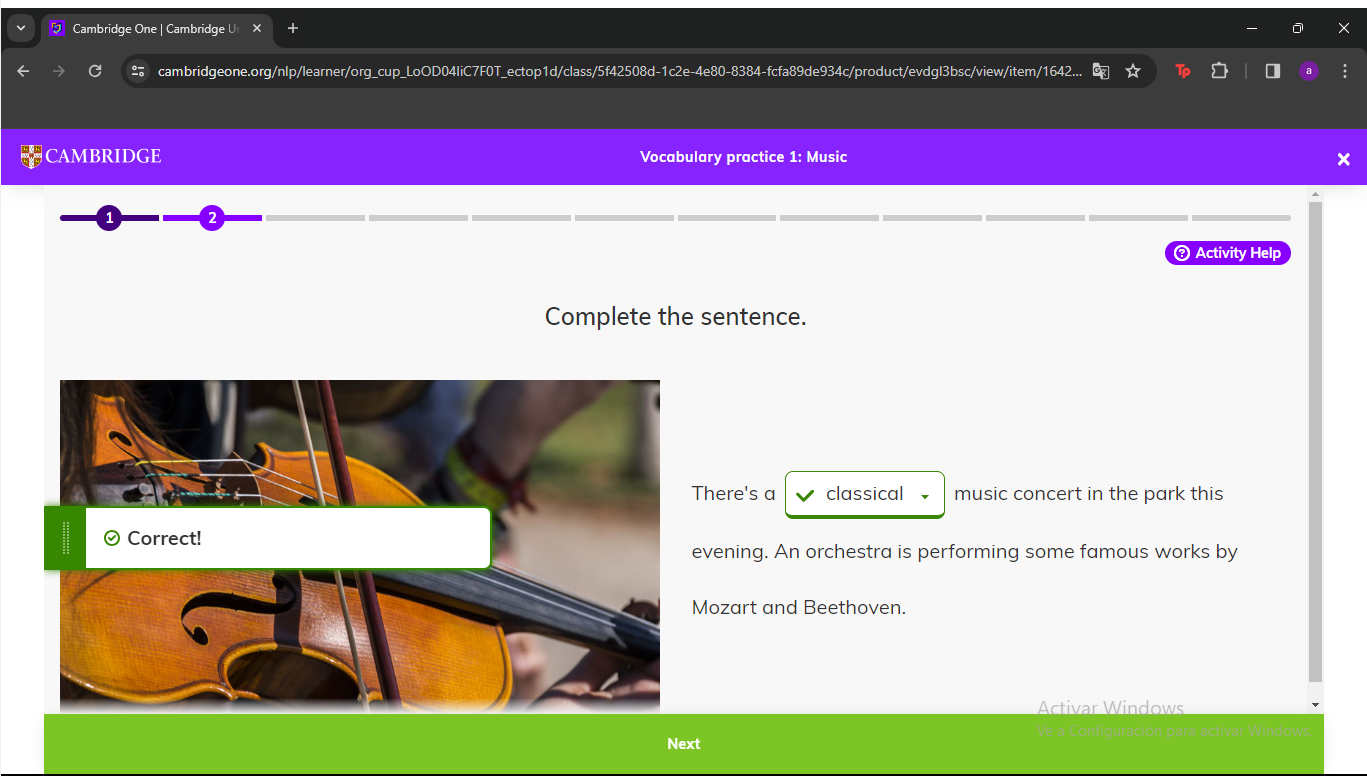 Cambridge One | Cambridge Un
cambridgeone.org/nlp/learner/org_cup_LoOD04IiC7F0T_ectop1d/class/5f42508d-1c2e-4e80-8384-fcfa89de934c/product/evdgl3bsc/view/item/1642...
Tp
a
CAMBRIDGE
Vocabulary practice 1: Music
1
2
Activity Help
Complete the sentence.
There's a classical music concert in the park this
evening. An orchestra is performing some famous works by
Mozart and Beethoven.
Correct!
Activar Windows
Ve a Configuración para activar Windows.
Next